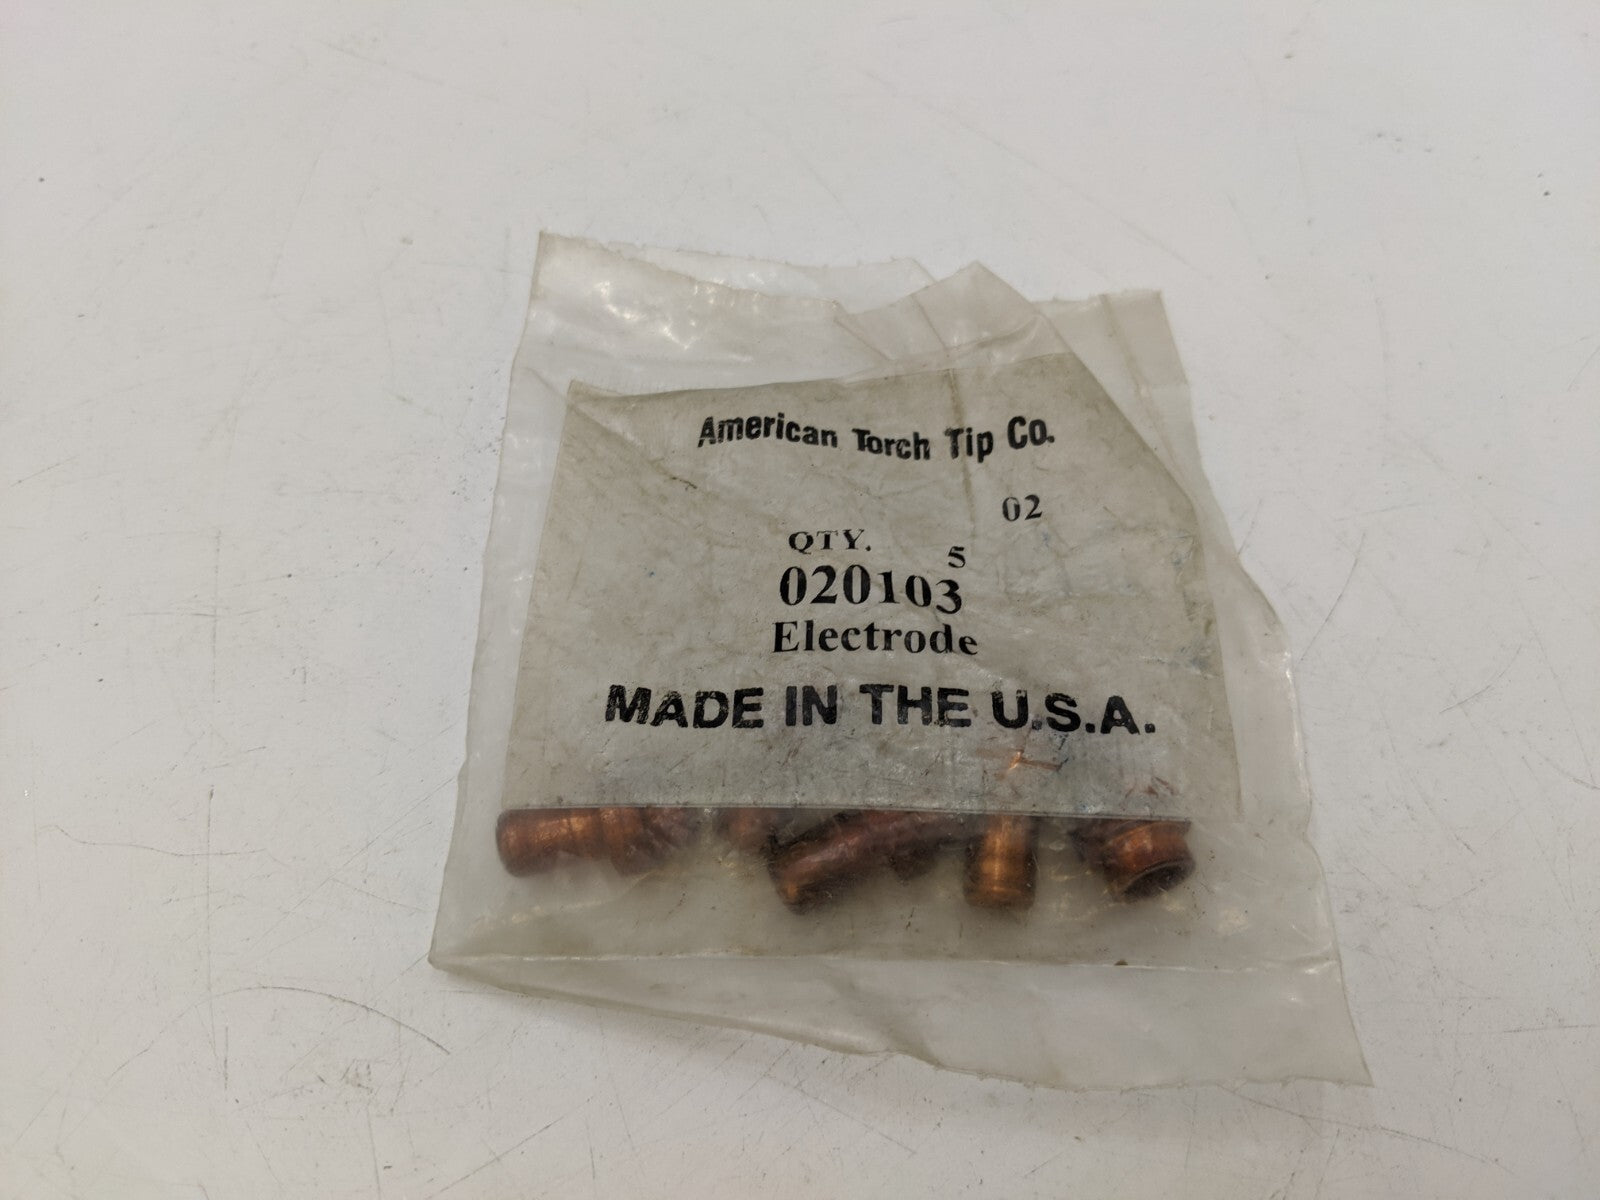 American Torch Tip Co.
02
QTY. 5
020103
Electrode
MADE IN THE U.S.A.